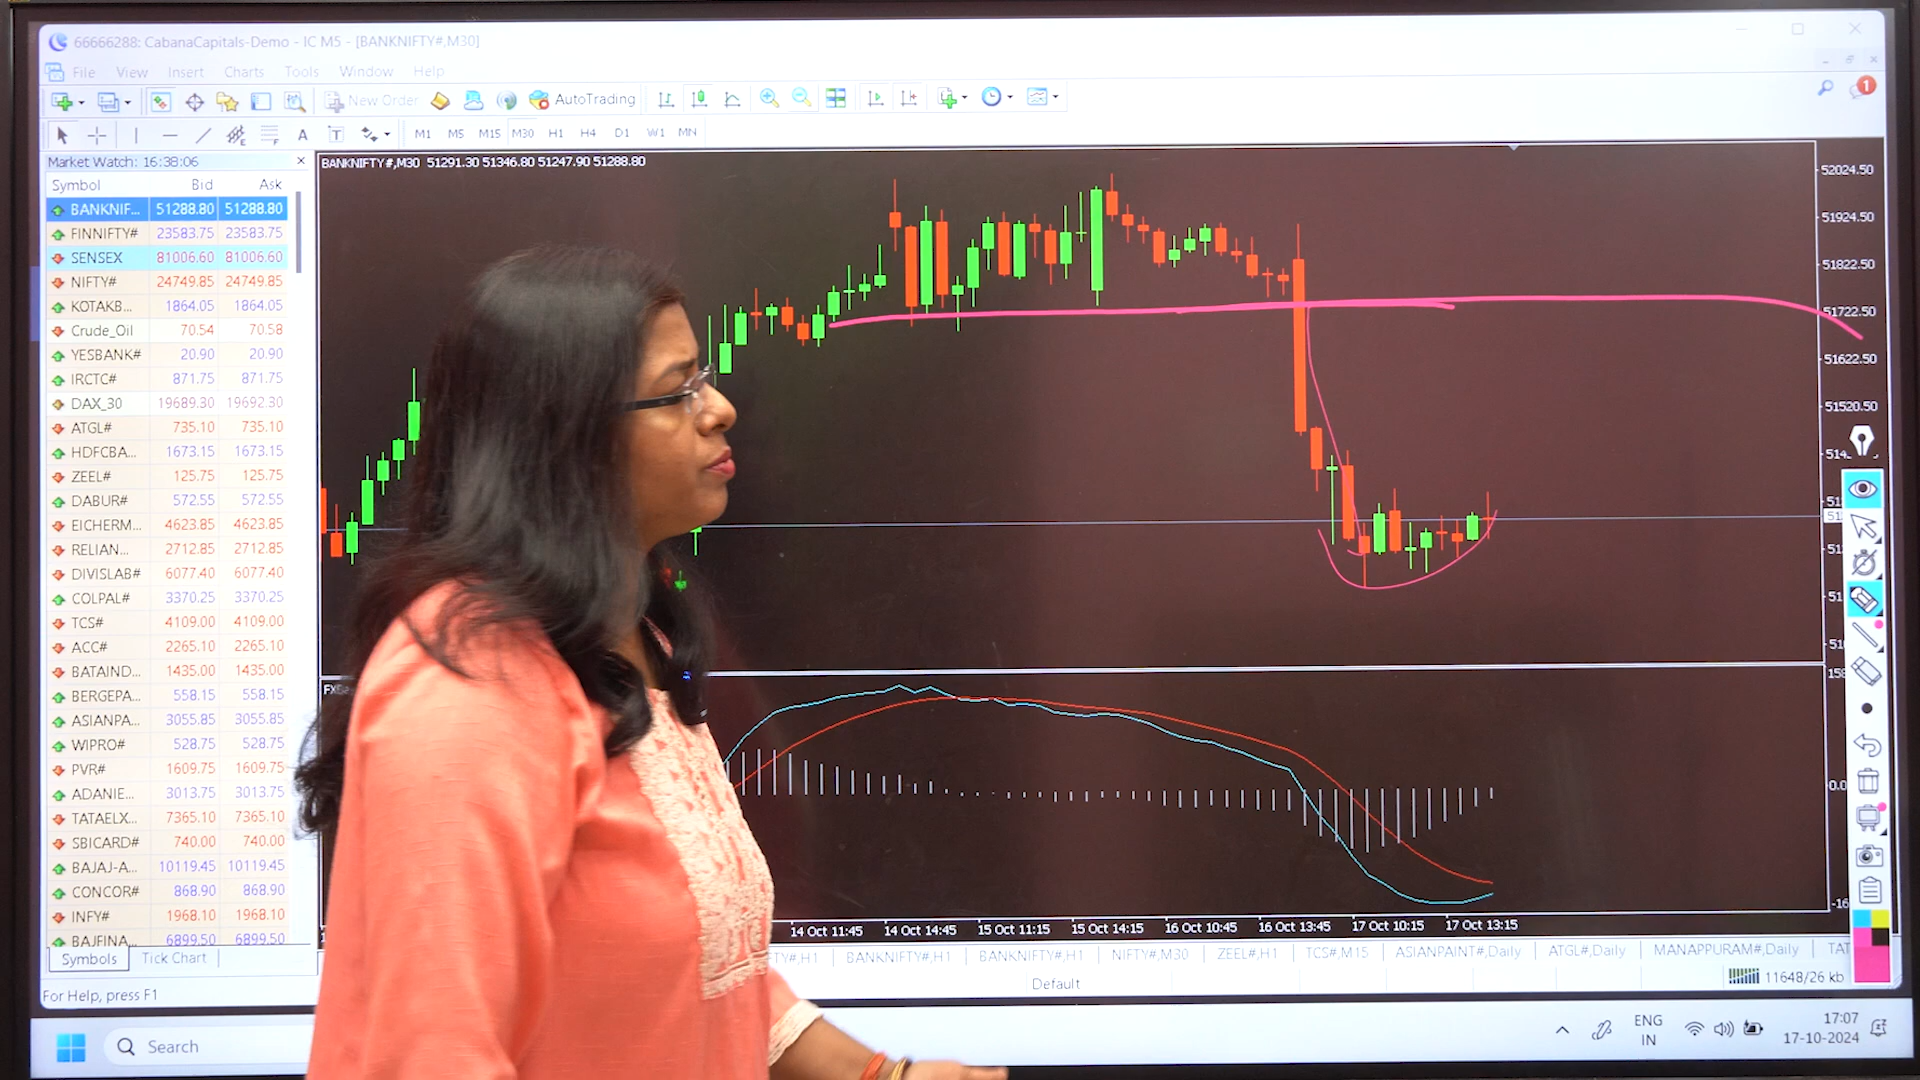 66666288: CabanaCapitals-Demo - IC M5 - [BANKNIFTY#,M30]
File View Insert Charts Tools Window Help
New Order AutoTrading 1
A T M1 M5 M15 M30 H1 H4 D1 W1 MN
Market Watch: 16:38:06
Symbol Bid Ask
BANKNIF... 51288.80 51288.80
FINNIFTY# 23583.75 23583.75
SENSEX 81006.60 81006.60
NIFTY# 24749.85 24749.85
KOTAKB... 1864.05 1864.05
Crude_Oil 70.54 70.58
YESBANK# 20.90 20.90
IRCTC# 871.75 871.75
DAX_30 19689.30 19692.30
ATGL# 735.10 735.10
HDFCBA... 1673.15 1673.15
ZEEL# 125.75 125.75
DABUR# 572.55 572.55
EICHERM... 4623.85 4623.85
RELIAN... 2712.85 2712.85
DIVISLAB# 6077.40 6077.40
COLPAL# 3370.25 3370.25
TCS# 4109.00 4109.00
ACC# 2265.10 2265.10
BATAIND... 1435.00 1435.00
BERGEPA... 558.15 558.15
ASIANPA... 3055.85 3055.85
WIPRO# 528.75 528.75
PVR# 1609.75 1609.75
ADANIE... 3013.75 3013.75
TATAELX... 7365.10 7365.10
SBICARD# 740.00 740.00
BAJAJ-A... 10119.45 10119.45
CONCOR# 868.90 868.90
INFY# 1968.10 1968.10
BAJFINA... 6899.50 6899.50
Symbols Tick Chart
For Help, press F1
BANKNIFTY#,M30 51291.30 51346.80 51247.90 51288.80
52024.50
51924.50
51822.50
51722.50
51622.50
51520.50
14 Oct 11:45 14 Oct 14:45 15 Oct 11:15 15 Oct 14:15 16 Oct 10:45 16 Oct 13:45 17 Oct 10:15 17 Oct 13:15
TY#,H1 BANKNIFTY#,H1 BANKNIFTY#,H1 NIFTY#,M30 ZEEL#,H1 TCS#,M15 ASIANPAINT#,Daily ATGL#,Daily MANAPPURAM#,Daily TAT
Default 11648/26 kb
Search
ENG
IN
17:07
17-10-2024